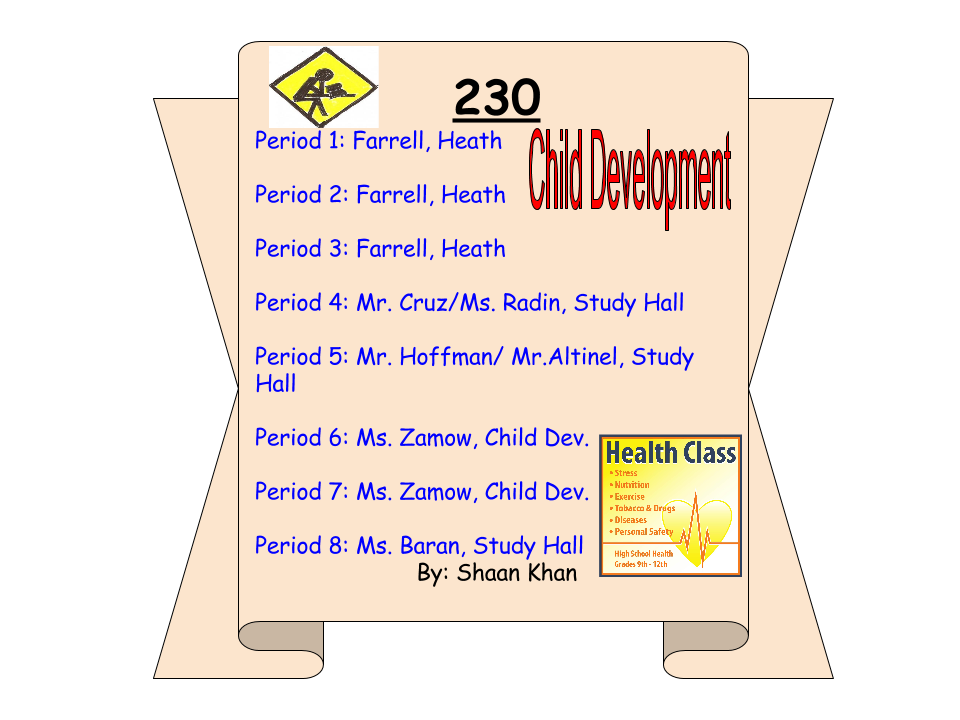 230
Period 1: Farrell, Heath
Child Development
Period 2: Farrell, Heath
Period 3: Farrell, Heath
Period 4: Mr. Cruz/Ms. Radin, Study Hall
Period 5: Mr. Hoffman/ Mr.Altinel, Study
Hall
Period 6: Ms. Zamow, Child Dev.
Period 7: Ms. Zamow, Child Dev.
Period 8: Ms. Baran, Study Hall
By: Shaan Khan
Health Class
• Stress
• Nutrition
• Exercise
• Tobacco & Drugs
• Diseases
• Personal Safety
High School Health
Grades 9th - 12th